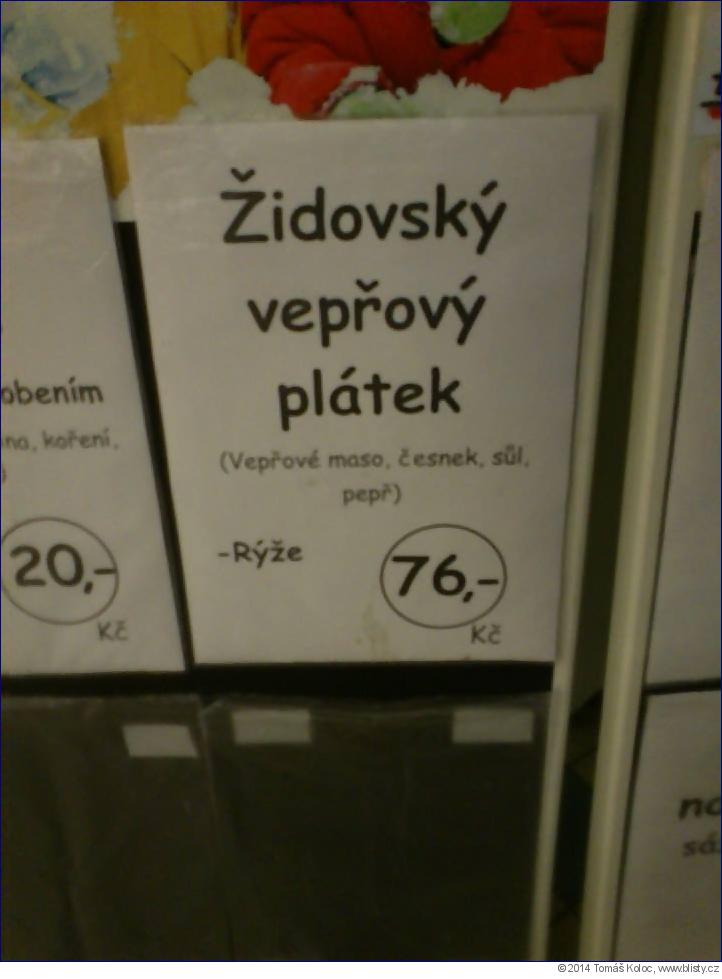 Židovský
vepřový
plátek
(Vepřové maso, česnek, sůl,
pepř)
-Rýže
76,-
Kč
obením
koření,
20,-
Kč
© 2014 Tomáš Koloc, www.blisty.cz